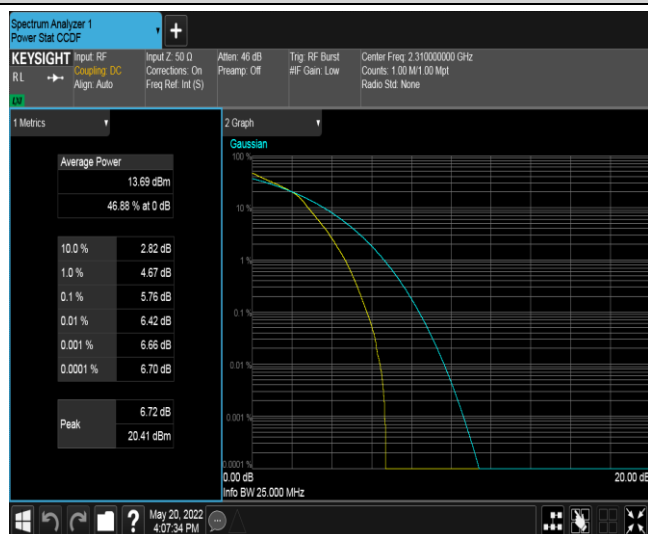 Spectrum Analyzer 1
Power Stat CCDF
+
KEYSIGHT
RL
LXI
Input: RF
Coupling: DC
Align: Auto
Input Z: 50 Ω
Corrections: On
Freq Ref: Int (S)
Atten: 46 dB
Preamp: Off
Trig: RF Burst
#IF Gain: Low
Center Freq: 2.310000000 GHz
Counts: 1.00 M/1.00 Mpt
Radio Std: None
1 Metrics
Average Power
13.69 dBm
46.88 % at 0 dB
10.0 % 2.82 dB
1.0 % 4.67 dB
0.1 % 5.76 dB
0.01 % 6.42 dB
0.001 % 6.66 dB
0.0001 % 6.70 dB
Peak
6.72 dB
20.41 dBm
2 Graph
Gaussian
100 %
10 %
1 %
0.1 %
0.01 %
0.001 %
0.0001 %
0.00 dB 20.00 dB
Info BW 25.000 MHz
?
May 20, 2022
4:07:34 PM